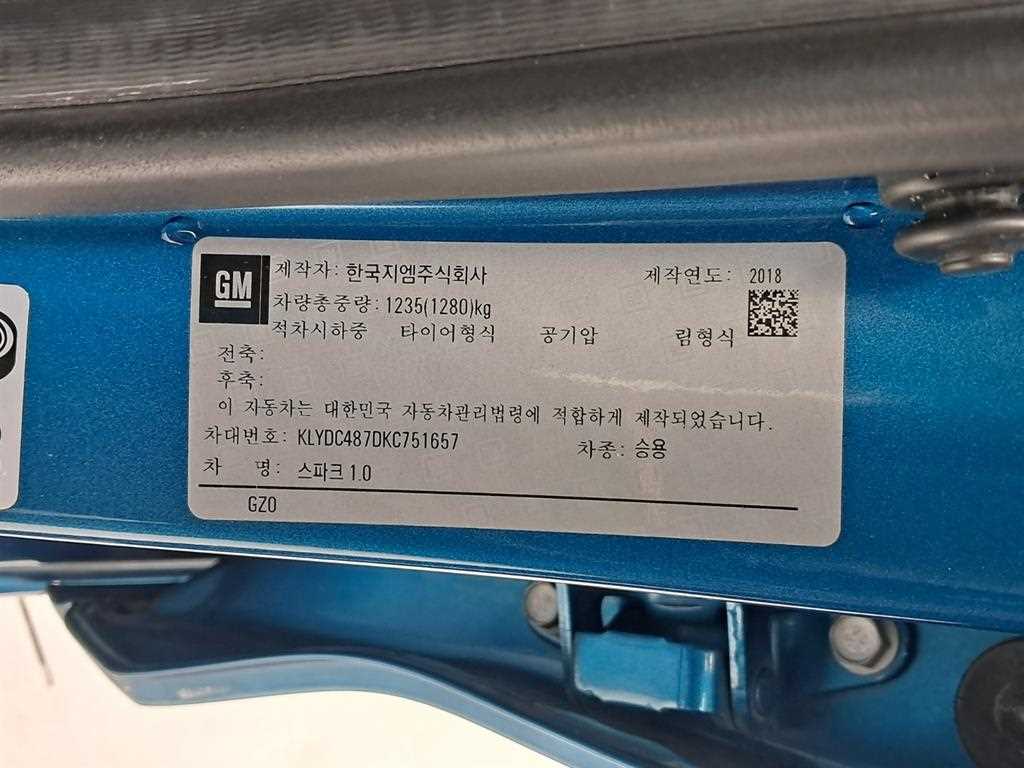 GM
제작자: 한국지엠주식회사 제작연도: 2018
차량총중량: 1235(1280)kg
적차시하중 타이어형식 공기압 림형식
전축:
후축:
이 자동차는 대한민국 자동차관리법령에 적합하게 제작되었습니다.
차대번호: KLYDC487DKC751657 차종: 승용
차 명: 스파크 1.0
GZ0